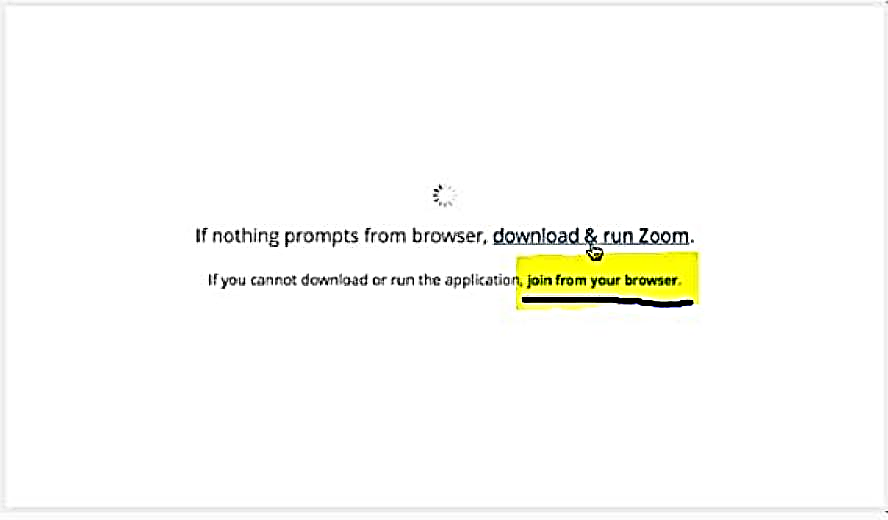 If nothing prompts from browser, download & run Zoom.
If you cannot download or run the application, join from your browser.